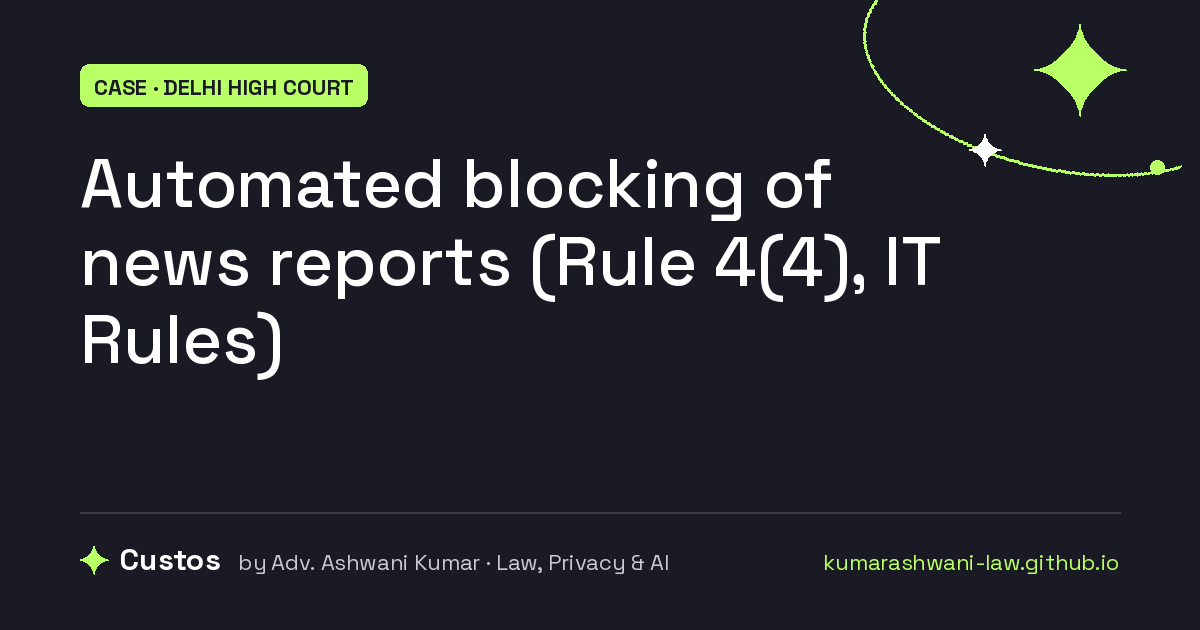 CASE · DELHI HIGH COURT
Automated blocking of
news reports (Rule 4(4), IT
Rules)
Custos by Adv. Ashwani Kumar · Law, Privacy & AI
kumarashwani-law.github.io